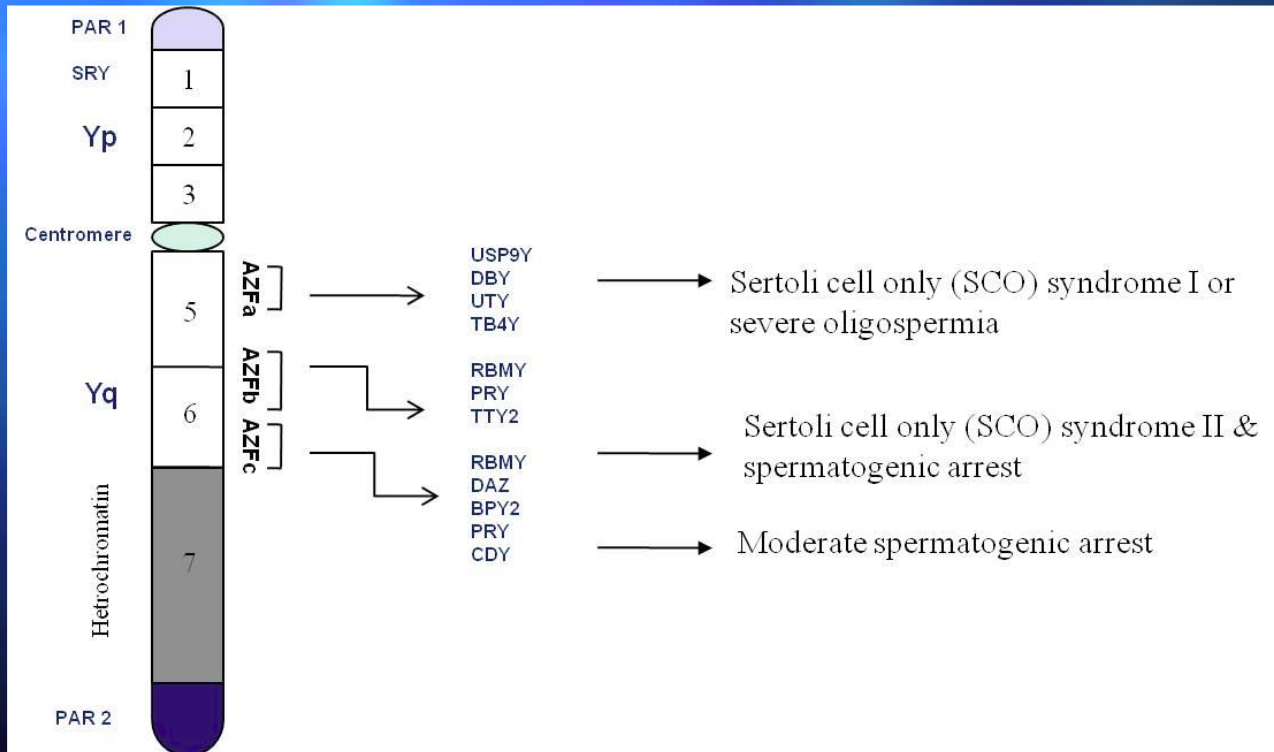 PAR 1
SRY
1
Yp
2
3
Centromere
5
AZFa
USP9Y
DBY
UTY
TB4Y
Sertoli cell only (SCO) syndrome I or
severe oligospermia
Yq
6
AZFb
RBMY
PRY
TTY2
Sertoli cell only (SCO) syndrome II &
spermatogenic arrest
AZFc
RBMY
DAZ
BPY2
PRY
CDY
Moderate spermatogenic arrest
Hetrochromatin
7
PAR 2